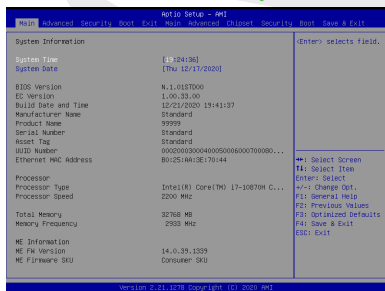 Aptio Setup - AMI
Main Advanced Security Boot Exit Main Advanced Chipset Security Boot Save & Exit
System Information
<Enter> selects field.
System Time [19:24:36]
System Date [Thu 12/17/2020]
BIOS Version N.1.01STD00
EC Version 1.00.33.00
Build Date and Time 12/21/2020 19:41:37
Manufacturer Name Standard
Product Name 99999
Serial Number Standard
Asset Tag Standard
UUID Number 00020003000400050006000700080...
Ethernet MAC Address B0:25:AA:3E:70:44
Processor
Processor Type Intel(R) Core(TM) i7-10870H C...
Processor Speed 2200 MHz
Total Memory 32768 MB
Memory Frequency 2933 MHz
ME Information
ME FW Version 14.0.39.1339
ME Firmware SKU Consumer SKU
↔: Select Screen
↑↓: Select Item
Enter: Select
+/-: Change Opt.
F1: General Help
F2: Previous Values
F3: Optimized Defaults
F4: Save & Exit
ESC: Exit
Version 2.21.1278 Copyright (C) 2020 AMI